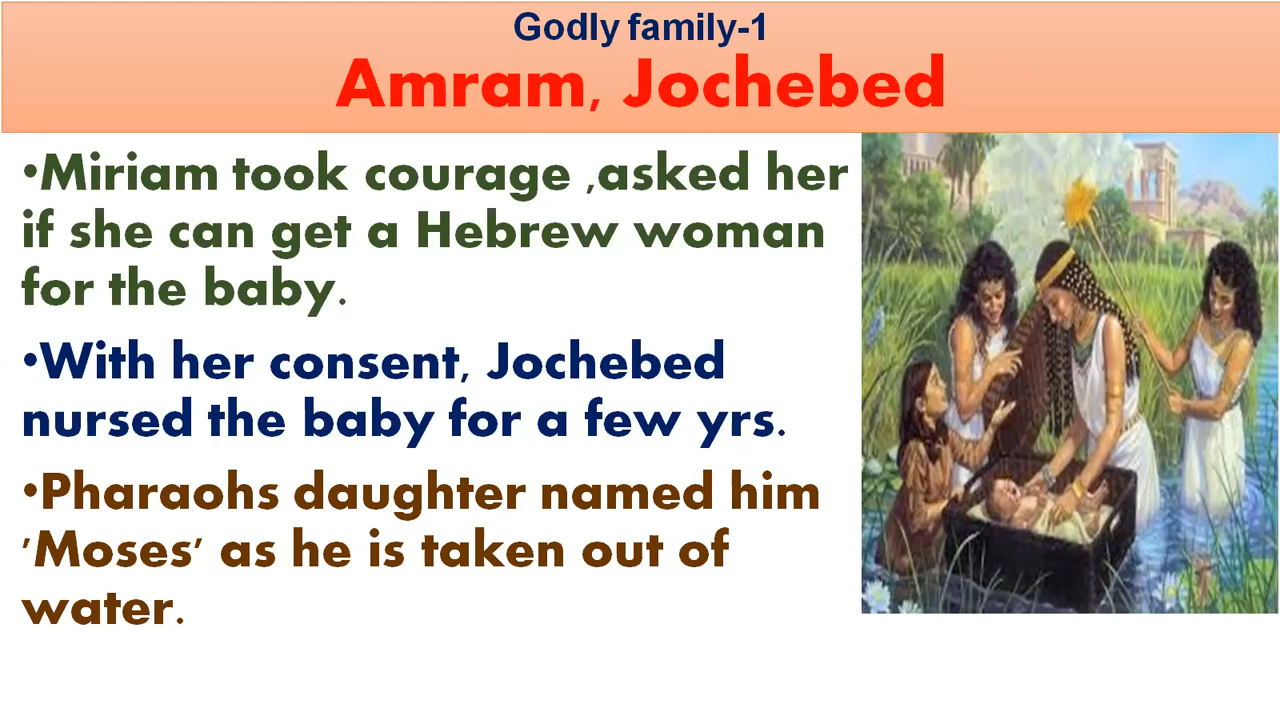 Godly family-1
Amram, Jochebed
•Miriam took courage ,asked her
if she can get a Hebrew woman
for the baby.
•With her consent, Jochebed
nursed the baby for a few yrs.
•Pharaohs daughter named him
'Moses' as he is taken out of
water.